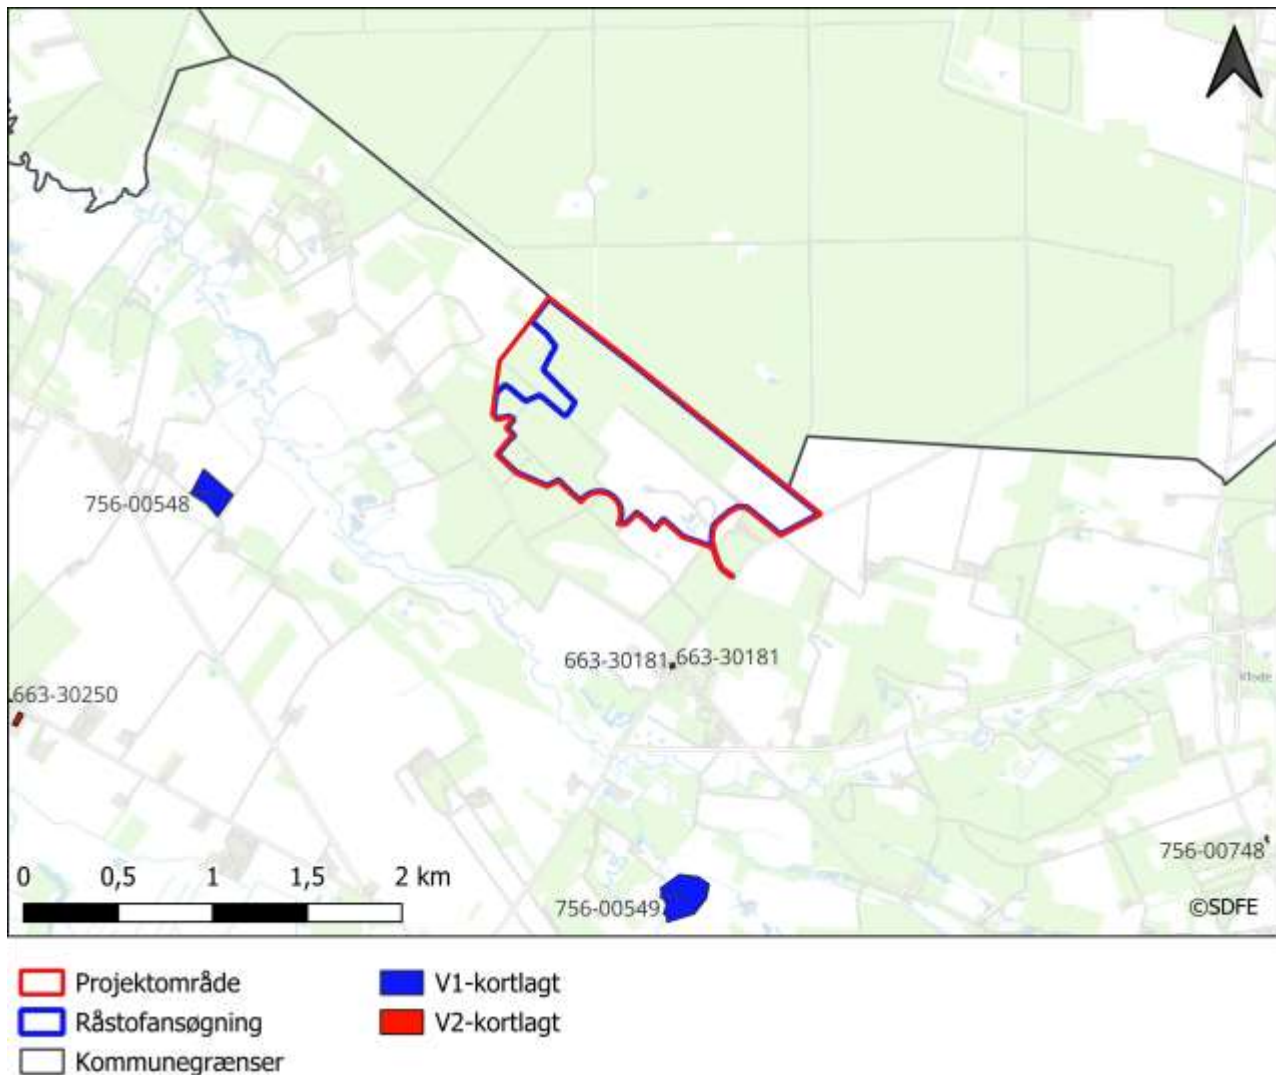 756-00548
663-30181
663-30181
663-30250
Klode
756-00748
0 0,5 1 1,5 2 km
756-00549
©SDFE
Projektområde
V1-kortlagt
Råstofansøgning
V2-kortlagt
Kommunegrænser